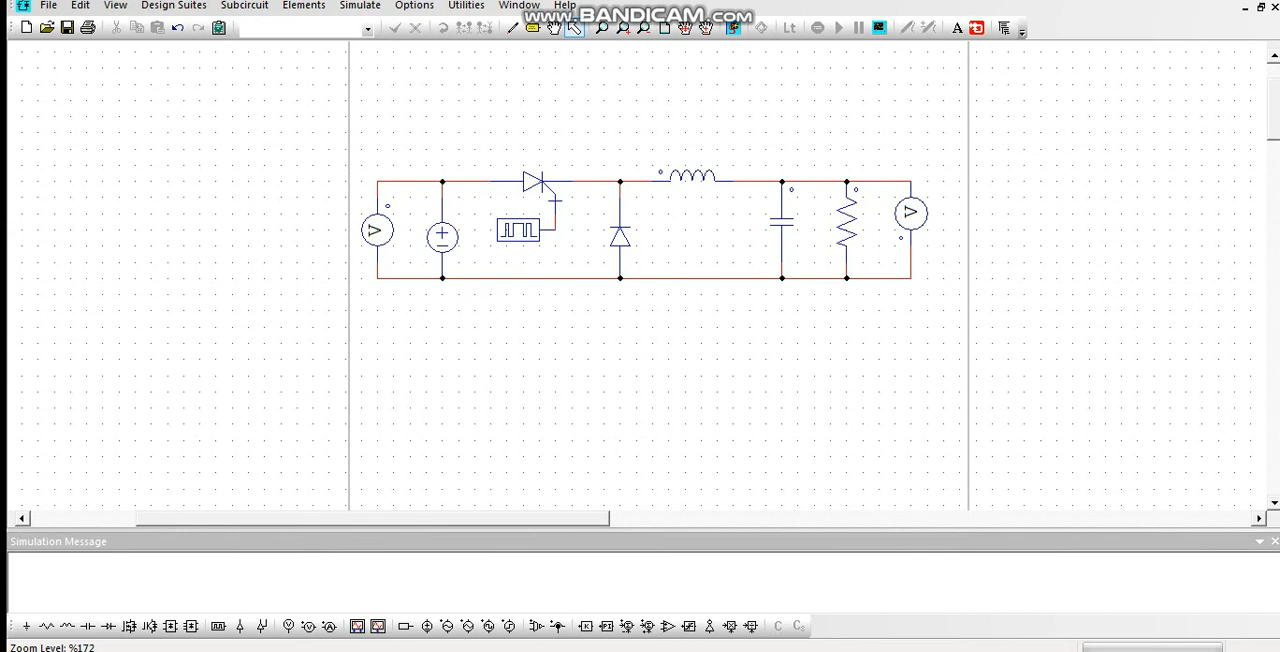 www.BANDICAM.com
File Edit View Design Suites Subcircuit Elements Simulate Options Utilities Window Help
Lt A
V V
Simulation Message
C Cs
Zoom Level: %172